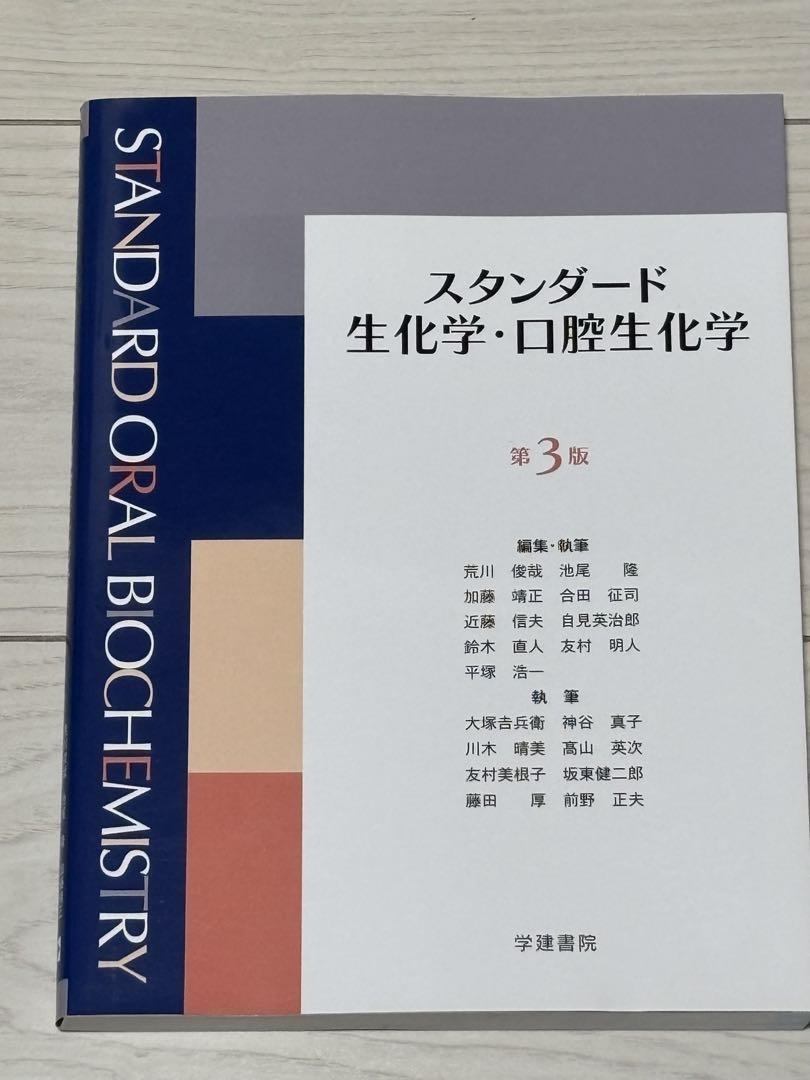 STANDARD ORAL BIOCHEMISTRY
スタンダード
生化学・口腔生化学
第3版
編集・執筆
荒川 俊哉 池尾 隆
加藤 靖正 合田 征司
近藤 信夫 自見英治郎
鈴木 直人 友村 明人
平塚 浩一
執 筆
大塚吉兵衛 神谷 真子
川木 晴美 髙山 英次
友村美根子 坂東健二郎
藤田 厚 前野 正夫
学建書院